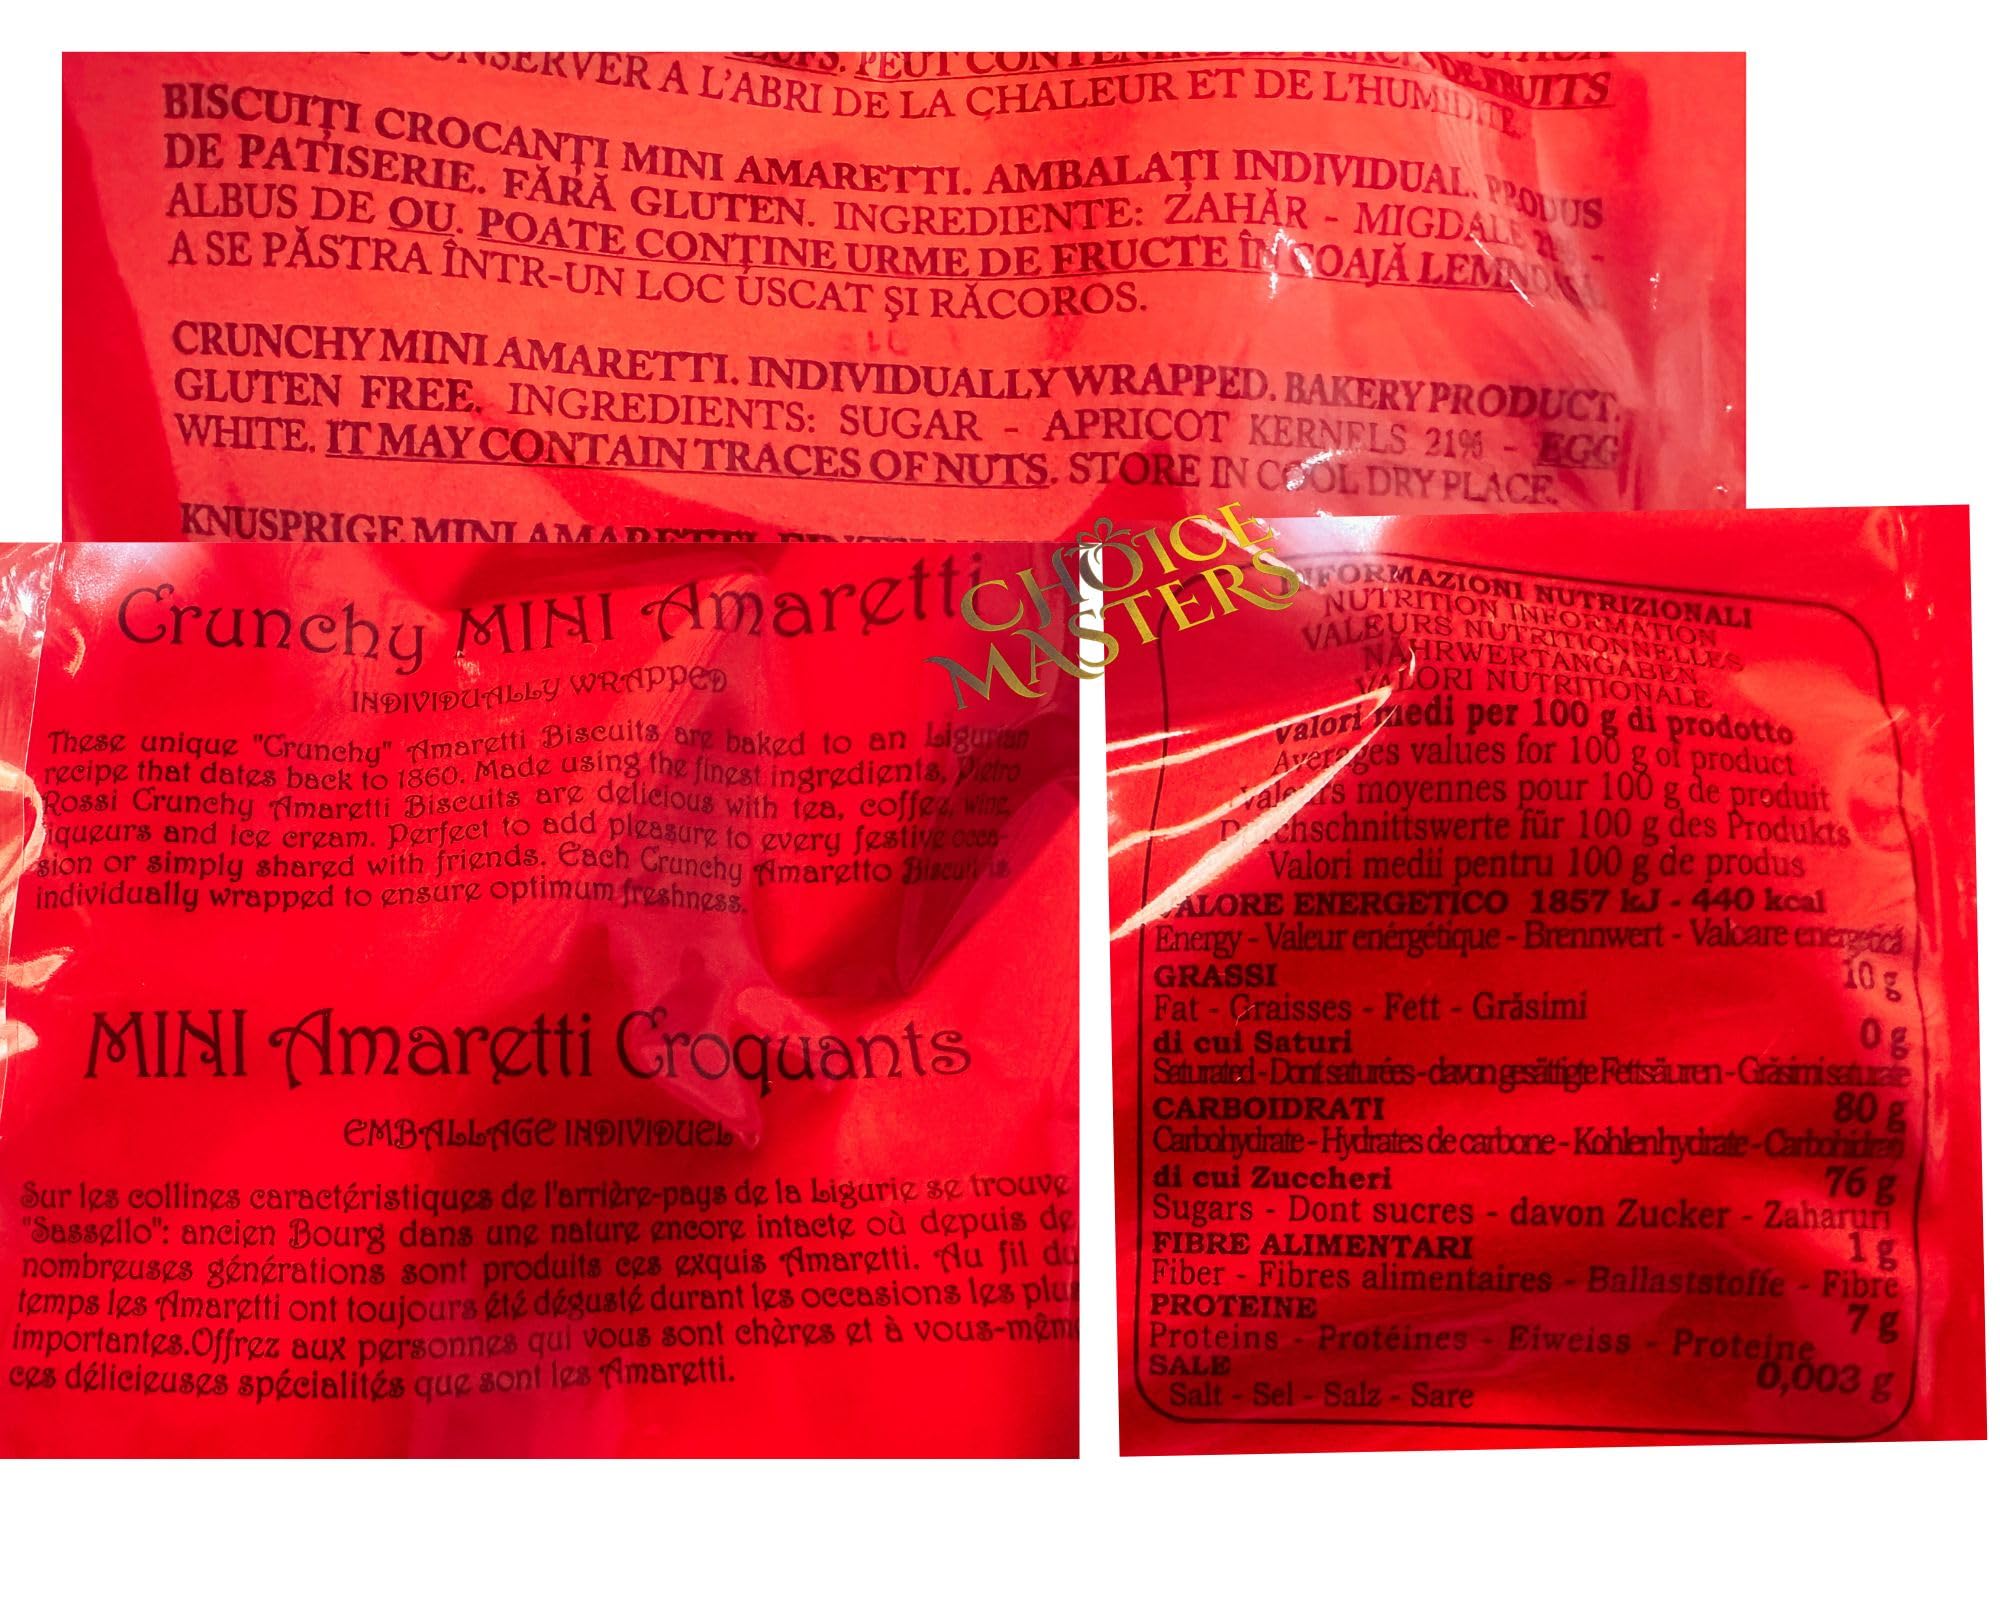 CONSERVER A L'ABRI DE LA CHALEUR ET DE L'HUMIDITE.
BISCUIȚI CROCANȚI MINI AMARETTI. AMBALAȚI INDIVIDUAL. PRODUS
DE PATISERIE. FĂRĂ GLUTEN. INGREDIENTE: ZAHĂR - MIGDALE
ALBUS DE OU. POATE CONȚINE URME DE FRUCTE ÎN COAJĂ
A SE PĂSTRA ÎNTR-UN LOC USCAT ȘI RĂCOROS.
CRUNCHY MINI AMARETTI. INDIVIDUALLY WRAPPED. BAKERY PRODUCT.
GLUTEN FREE. INGREDIENTS: SUGAR - APRICOT KERNELS 21% - EGG
WHITE. IT MAY CONTAIN TRACES OF NUTS. STORE IN COOL DRY PLACE.
KNUSPRIGE MINI AMARETTI.
CHOICE
MASTERS
Crunchy MINI Amaretti
INDIVIDUALLY WRAPPED
These unique "Crunchy" Amaretti Biscuits are baked to an Ligurian
recipe that dates back to 1860. Made using the finest ingredients, Pietro
Rossi Crunchy Amaretti Biscuits are delicious with tea, coffee, wine,
liqueurs and ice cream. Perfect to add pleasure to every festive occa-
sion or simply shared with friends. Each Crunchy Amaretto Biscuit is
individually wrapped to ensure optimum freshness.
MINI Amaretti Croquants
EMBALLAGE INDIVIDUEL
Sur les collines caractéristiques de l'arrière-pays de la Ligurie se trouve
"Sassello": ancien Bourg dans une nature encore intacte où depuis de
nombreuses générations sont produits ces exquis Amaretti. Au fil du
temps les Amaretti ont toujours été dégusté durant les occasions les plus
importantes.Offrez aux personnes qui vous sont chères et à vous-même
ces délicieuses spécialités que sont les Amaretti.
INFORMAZIONI NUTRIZIONALI
NUTRITION INFORMATION
VALEURS NUTRITIONNELLES
NÄHRWERTANGABEN
VALORI NUTRIȚIONALE
Valori medi per 100 g di prodotto
Averages values for 100 g of product
Valeurs moyennes pour 100 g de produit
Durchschnittswerte für 100 g des Produkts
Valori medii pentru 100 g de produs
VALORE ENERGETICO 1857 kJ - 440 kcal
Energy - Valeur enérgétique - Brennwert - Valoare energetică
GRASSI 10 g
Fat - Graisses - Fett - Grăsimi
di cui Saturi 0 g
Saturated - Dont saturées - davon gesättigte Fettsäuren - Grăsimi saturate
CARBOIDRATI 80 g
Carbohydrate - Hydrates de carbone - Kohlenhydrate - Carbohidrați
di cui Zuccheri 76 g
Sugars - Dont sucres - davon Zucker - Zaharuri
FIBRE ALIMENTARI 1 g
Fiber - Fibres alimentaires - Ballaststoffe - Fibre
PROTEINE 7 g
Proteins - Protéines - Eiweiss - Proteine
SALE 0,003 g
Salt - Sel - Salz - Sare